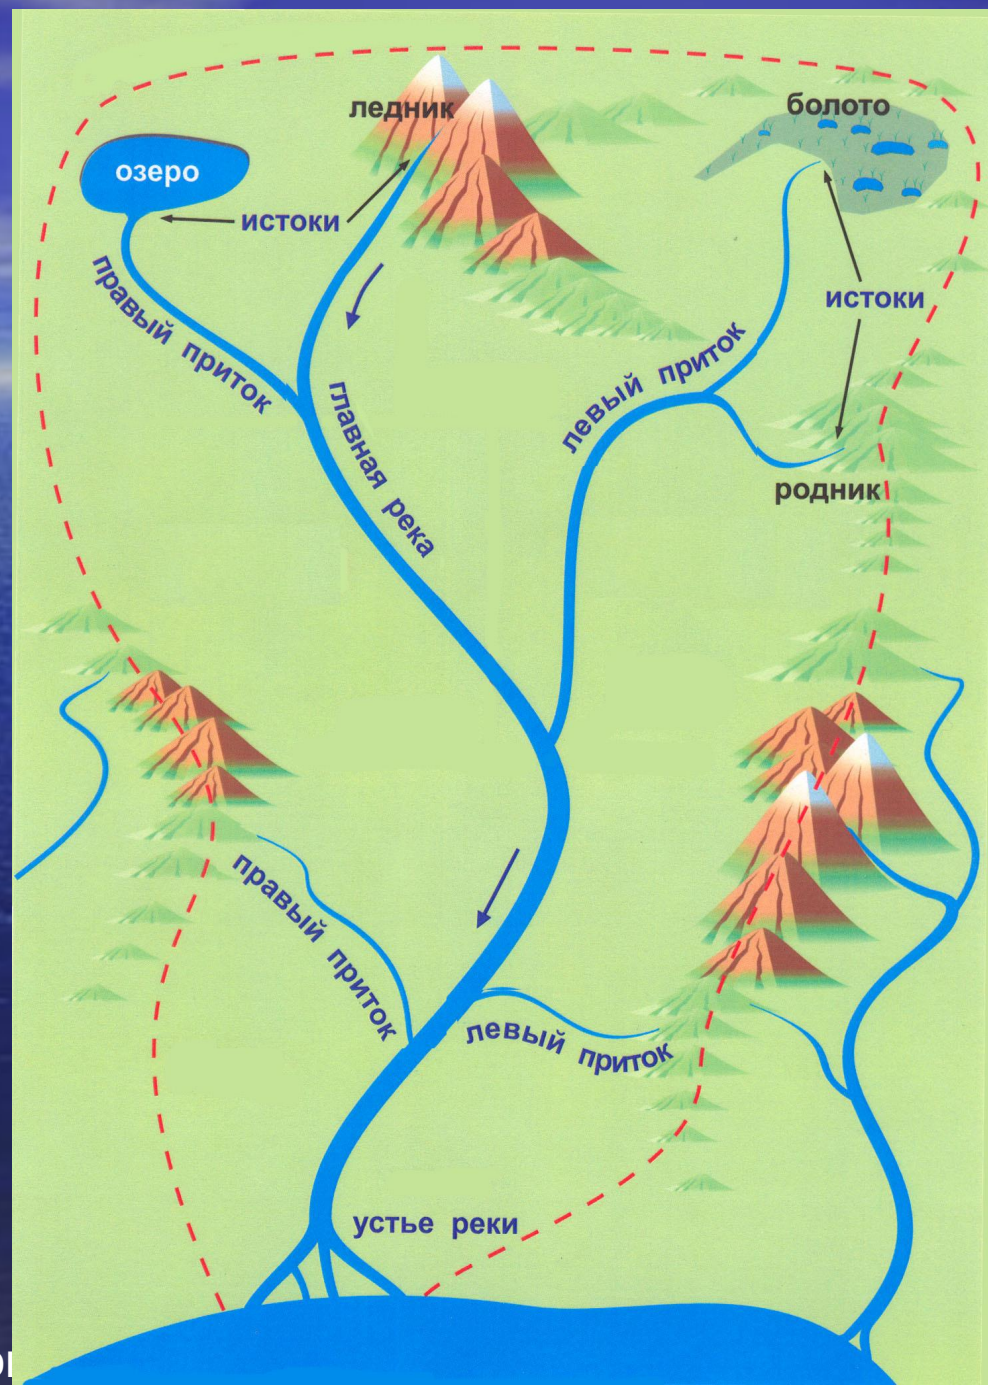 ледник
болото
озеро
истоки
правый приток
истоки
левый приток
главная река
родник
правый приток
левый приток
устье реки